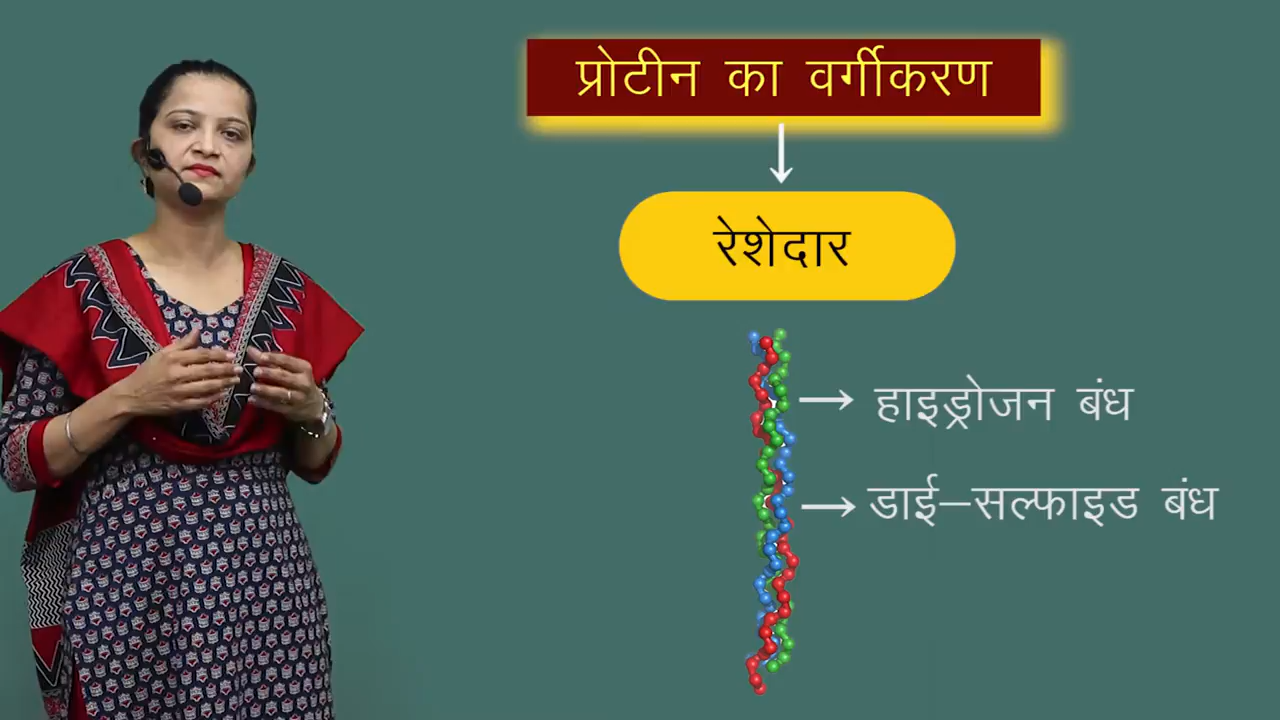 प्रोटीन का वर्गीकरण
रेशेदार
हाइड्रोजन बंध
डाई–सल्फाइड बंध